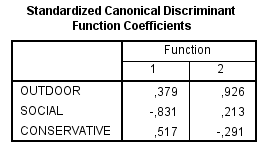 Standardized Canonical Discriminant
Function Coefficients
Function
1 2
OUTDOOR ,379 ,926
SOCIAL -,831 ,213
CONSERVATIVE ,517 -,291